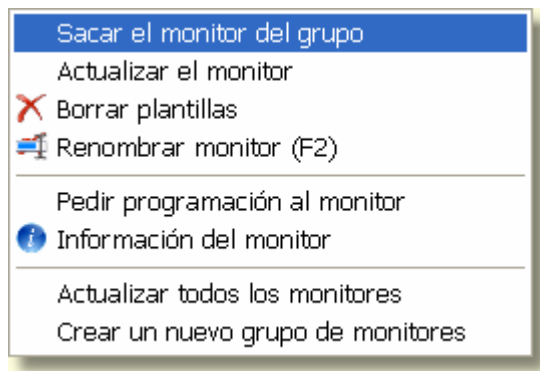 Sacar el monitor del grupo
Actualizar el monitor
Borrar plantillas
Renombrar monitor (F2)
Pedir programación al monitor
Información del monitor
Actualizar todos los monitores
Crear un nuevo grupo de monitores